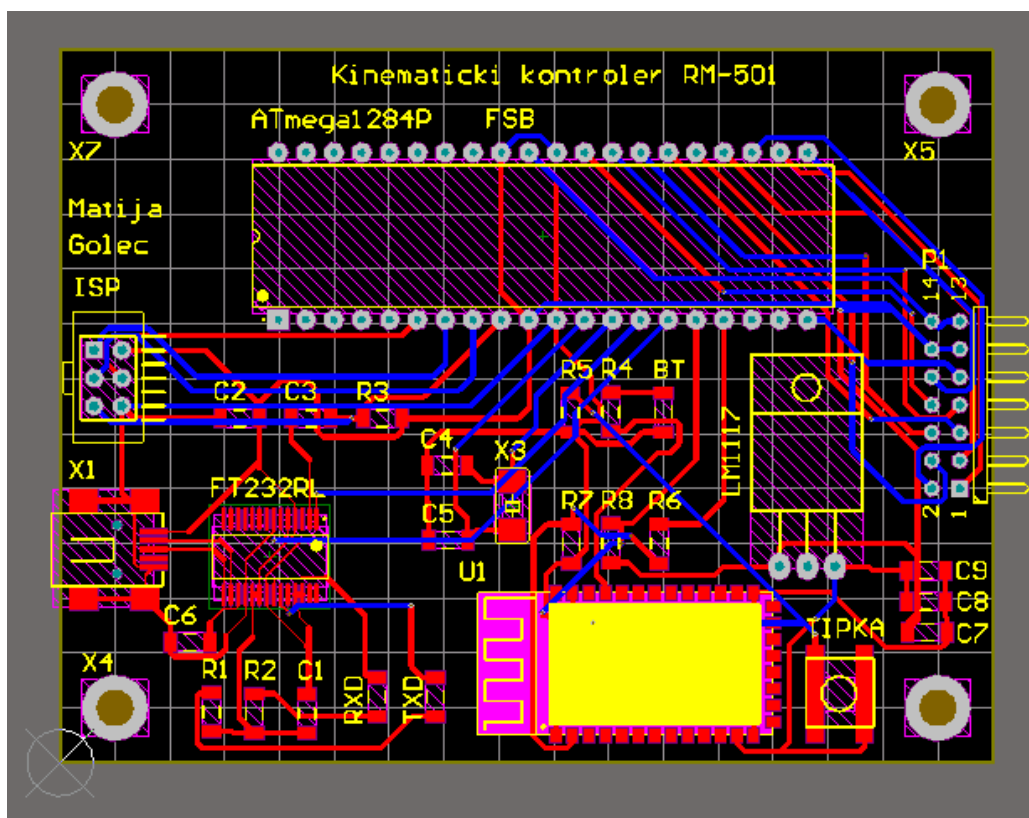 Kinematicki kontroler RM-501
ATmega1284P FSB
X7
X5
Matija
Golec
ISP
P1
14 13
C2 C3 R3
R5 R4 BT
C4
X3
LM1117
X1
FT232RL
C5
R7 R8 R6
2 1
U1
C9
C8
C6
TIPKA
C7
X4
R1 R2 C1
RXD
TXD